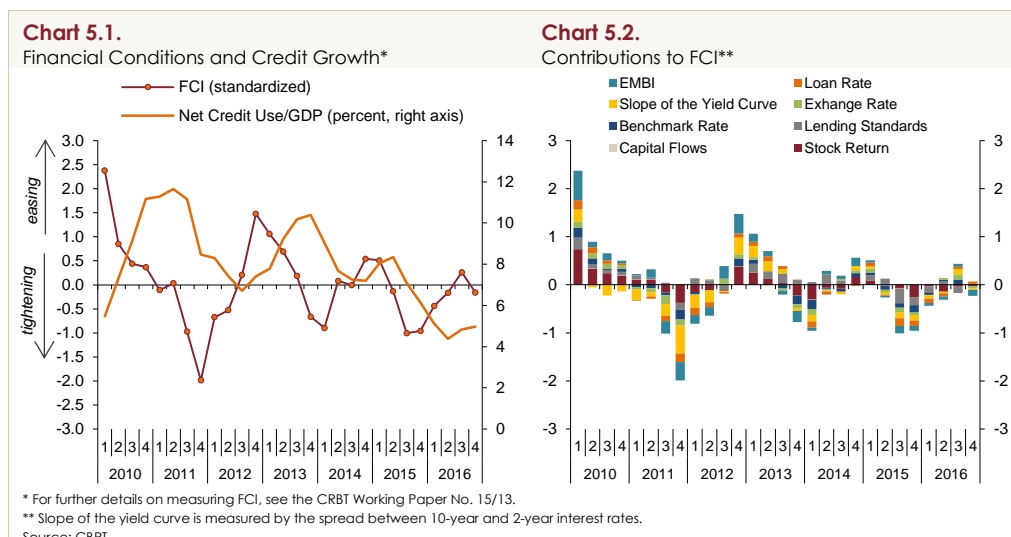 Chart 5.1.
Financial Conditions and Credit Growth*
FCI (standardized)
Net Credit Use/GDP (percent, right axis)
easing
tightening
3.0
2.5
2.0
1.5
1.0
0.5
0.0
-0.5
-1.0
-1.5
-2.0
-2.5
-3.0
14
12
10
8
6
4
2
0
1 2 3 4 1 2 3 4 1 2 3 4 1 2 3 4 1 2 3 4 1 2 3 4 1 2 3 4
2010 2011 2012 2013 2014 2015 2016
Chart 5.2.
Contributions to FCI**
EMBI Loan Rate
Slope of the Yield Curve Exhange Rate
Benchmark Rate Lending Standards
Capital Flows Stock Return
3
2
1
0
-1
-2
-3
3
2
1
0
-1
-2
-3
1 2 3 4 1 2 3 4 1 2 3 4 1 2 3 4 1 2 3 4 1 2 3 4 1 2 3 4
2010 2011 2012 2013 2014 2015 2016
* For further details on measuring FCI, see the CRBT Working Paper No. 15/13.
** Slope of the yield curve is measured by the spread between 10-year and 2-year interest rates.
Source: CBRT